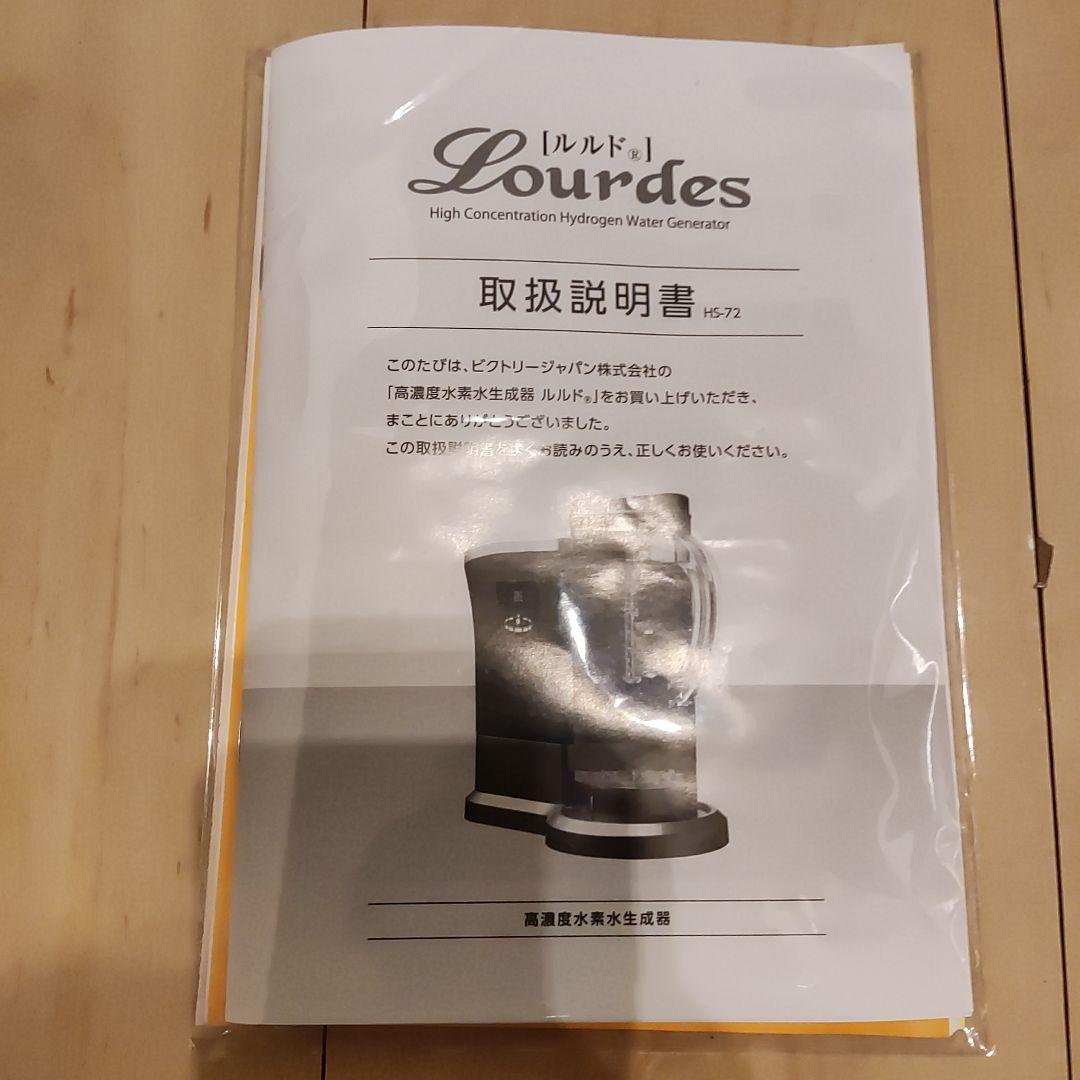 [ルルド®]
Lourdes
High Concentration Hydrogen Water Generator
取扱説明書 HS-72
このたびは、ビクトリージャパン株式会社の
「高濃度水素水生成器 ルルド®」をお買い上げいただき、
まことにありがとうございました。
この取扱説明書をよくお読みのうえ、正しくお使いください。
高濃度水素水生成器